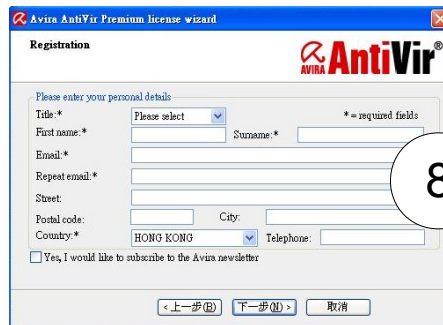 Avira AntiVir Premium license wizard
Registration
AVIRA AntiVir®
Please enter your personal details
Title:* Please select * = required fields
First name:* Surname:*
Email:*
Repeat email:*
Street:
Postal code: City:
Country:* HONG KONG Telephone:
Yes, I would like to subscribe to the Avira newsletter
8
<上一步(B) 下一步(N)> 取消